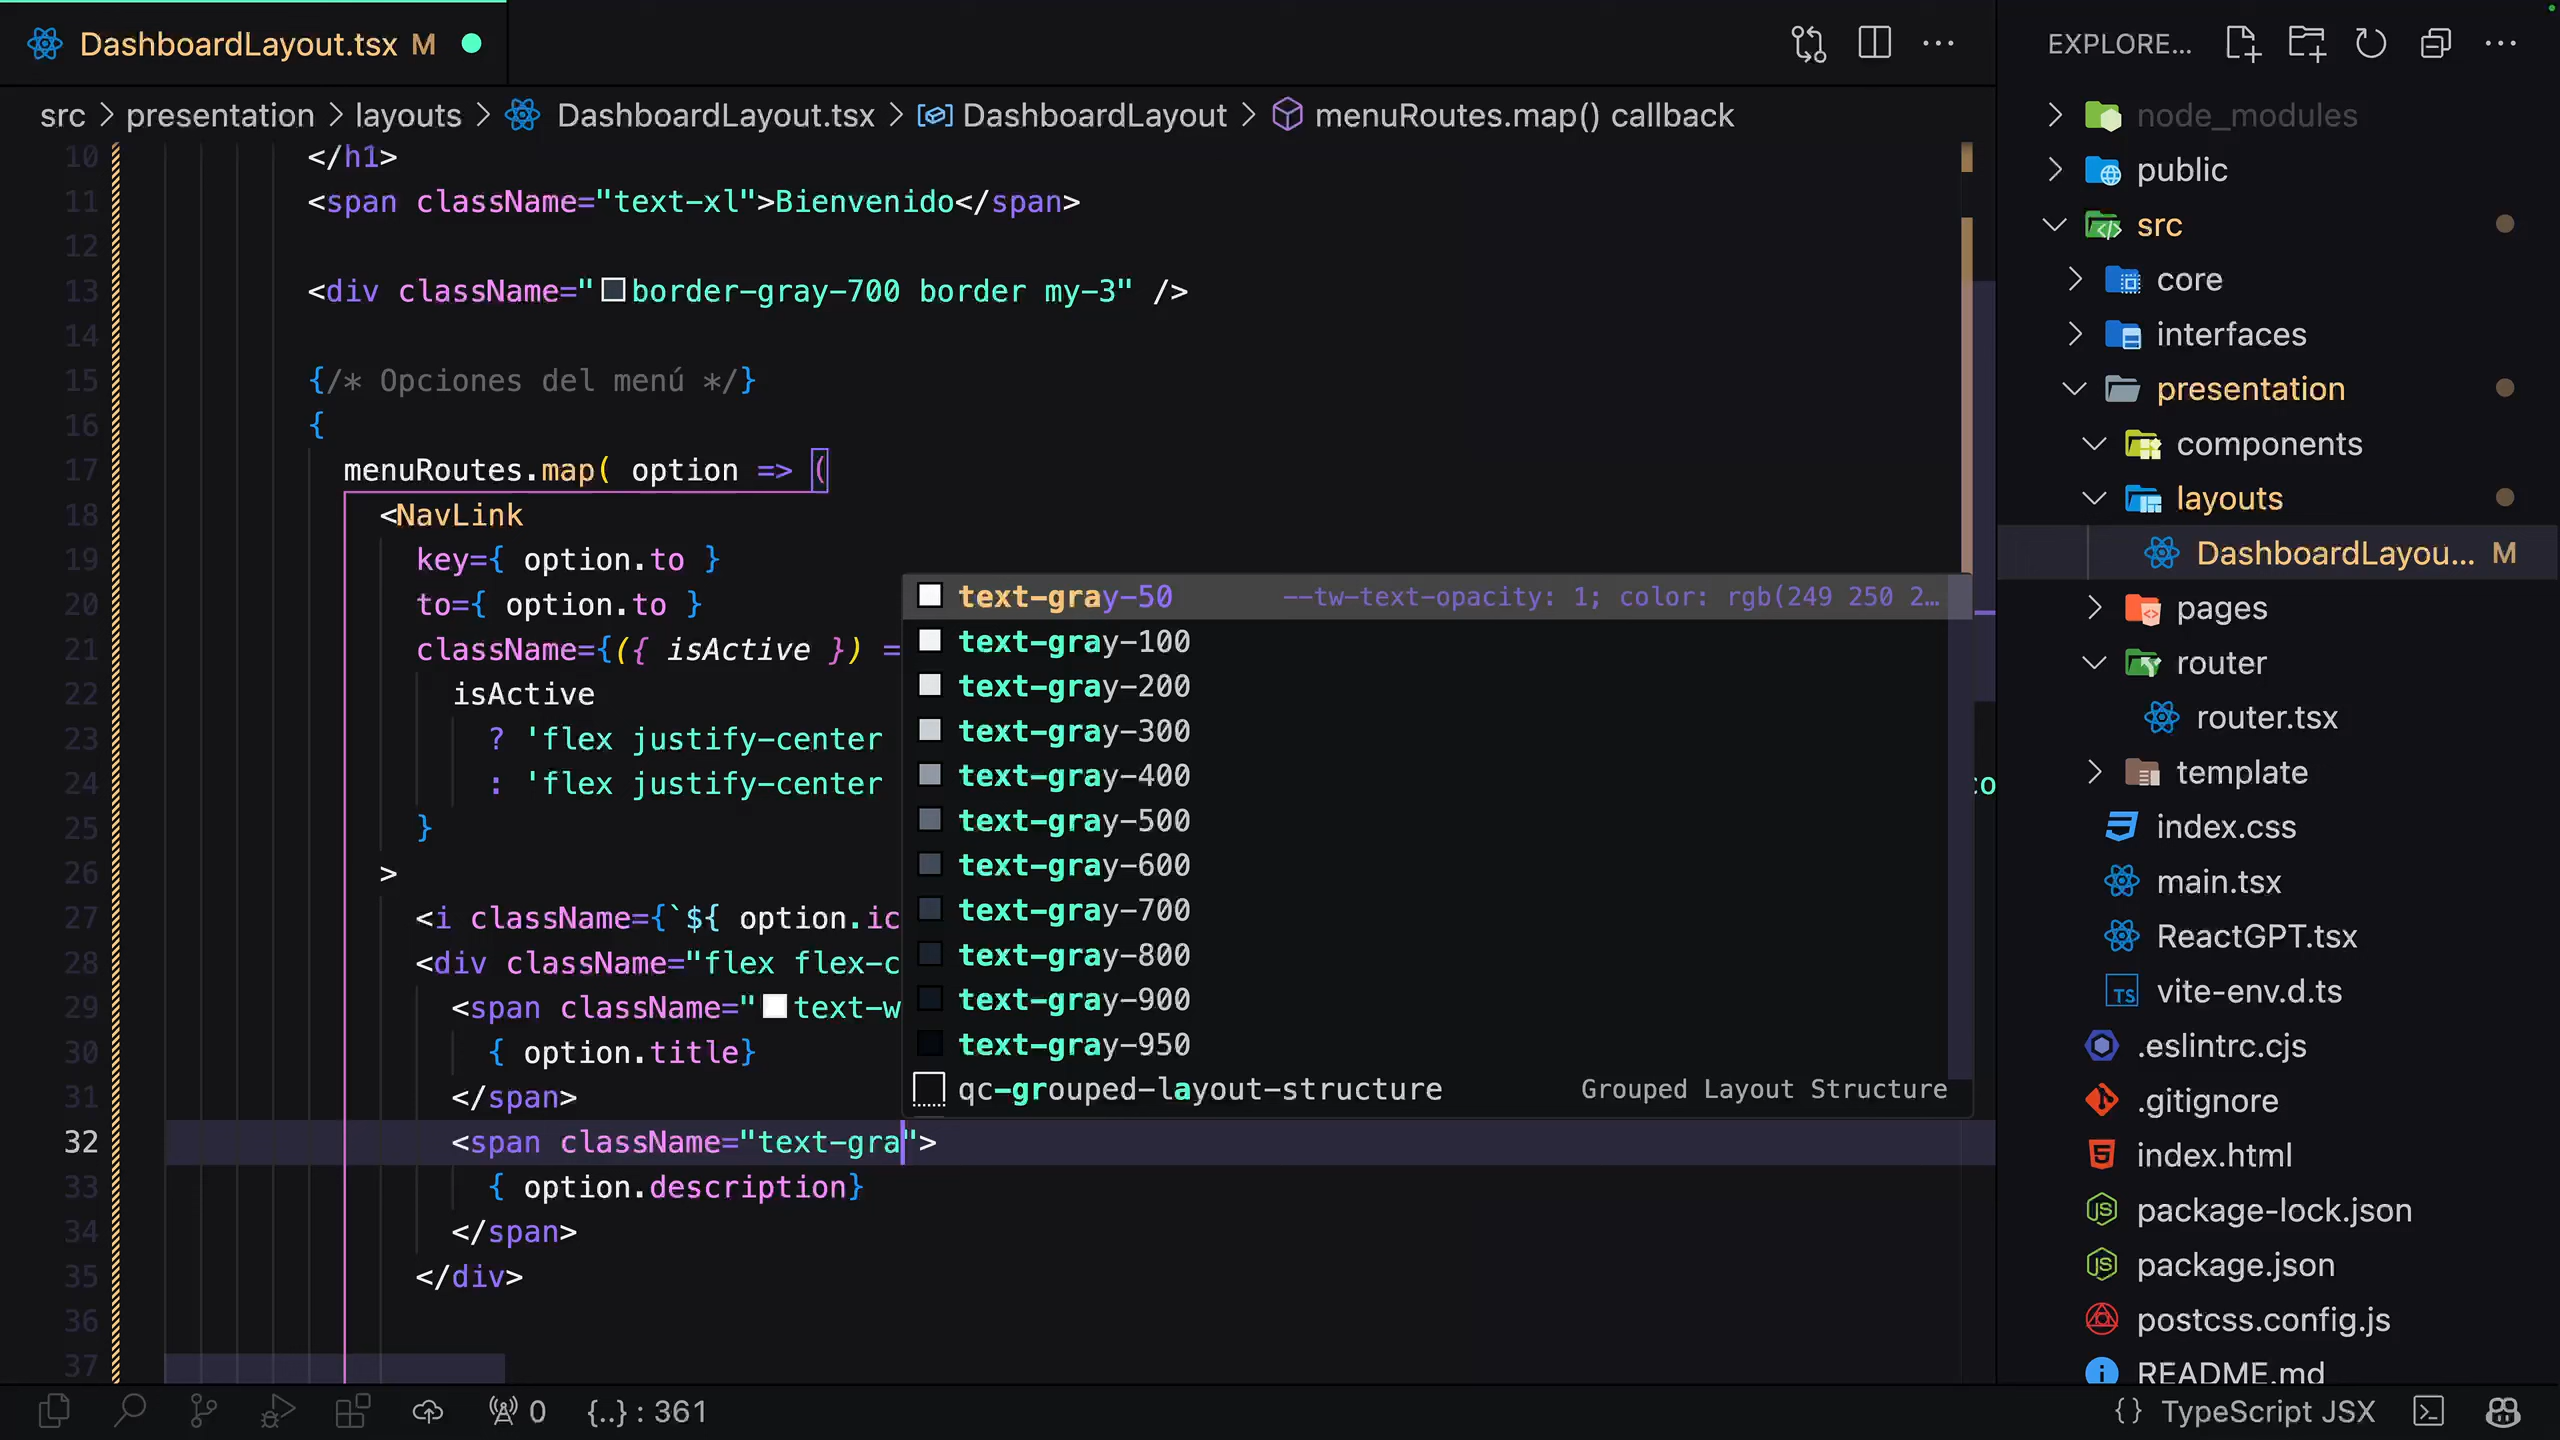 DashboardLayout.tsx M
EXPLORE...
src > presentation > layouts > DashboardLayout.tsx > DashboardLayout > menuRoutes.map() callback
10 </h1>
11 <span className="text-xl">Bienvenido</span>
12
13 <div className="border-gray-700 border my-3" />
14
15 {/* Opciones del menú */}
16 {
17 menuRoutes.map( option => (
18 <NavLink
19 key={ option.to }
20 to={ option.to }
21 className={({ isActive }) =
22 isActive
23 ? 'flex justify-center
24 : 'flex justify-center
co
25 }
26 >
27 <i className={`${ option.ic
28 <div className="flex flex-c
29 <span className="text-w
30 { option.title}
31 </span>
32 <span className="text-gra">
33 { option.description}
34 </span>
35 </div>
36
37
text-gray-50 --tw-text-opacity: 1; color: rgb(249 250 2…
text-gray-100
text-gray-200
text-gray-300
text-gray-400
text-gray-500
text-gray-600
text-gray-700
text-gray-800
text-gray-900
text-gray-950
qc-grouped-layout-structure Grouped Layout Structure
node_modules
public
src
core
interfaces
presentation
components
layouts
DashboardLayou... M
pages
router
router.tsx
template
index.css
main.tsx
ReactGPT.tsx
TS vite-env.d.ts
.eslintrc.cjs
.gitignore
index.html
package-lock.json
package.json
postcss.config.js
README.md
0 {..} : 361
{} TypeScript JSX